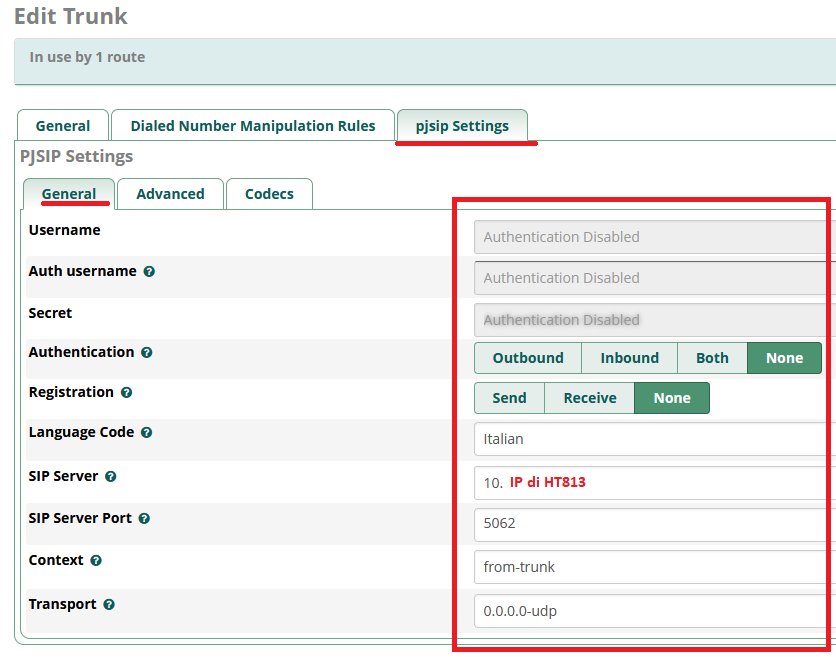 Edit Trunk
In use by 1 route
General
Dialed Number Manipulation Rules
pjsip Settings
PJSIP Settings
General
Advanced
Codecs
Username
Authentication Disabled
Auth username ?
Authentication Disabled
Secret
Authentication Disabled
Authentication ?
Outbound
Inbound
Both
None
Registration ?
Send
Receive
None
Language Code ?
Italian
SIP Server ?
10. IP di HT813
SIP Server Port ?
5062
Context ?
from-trunk
Transport ?
0.0.0.0-udp